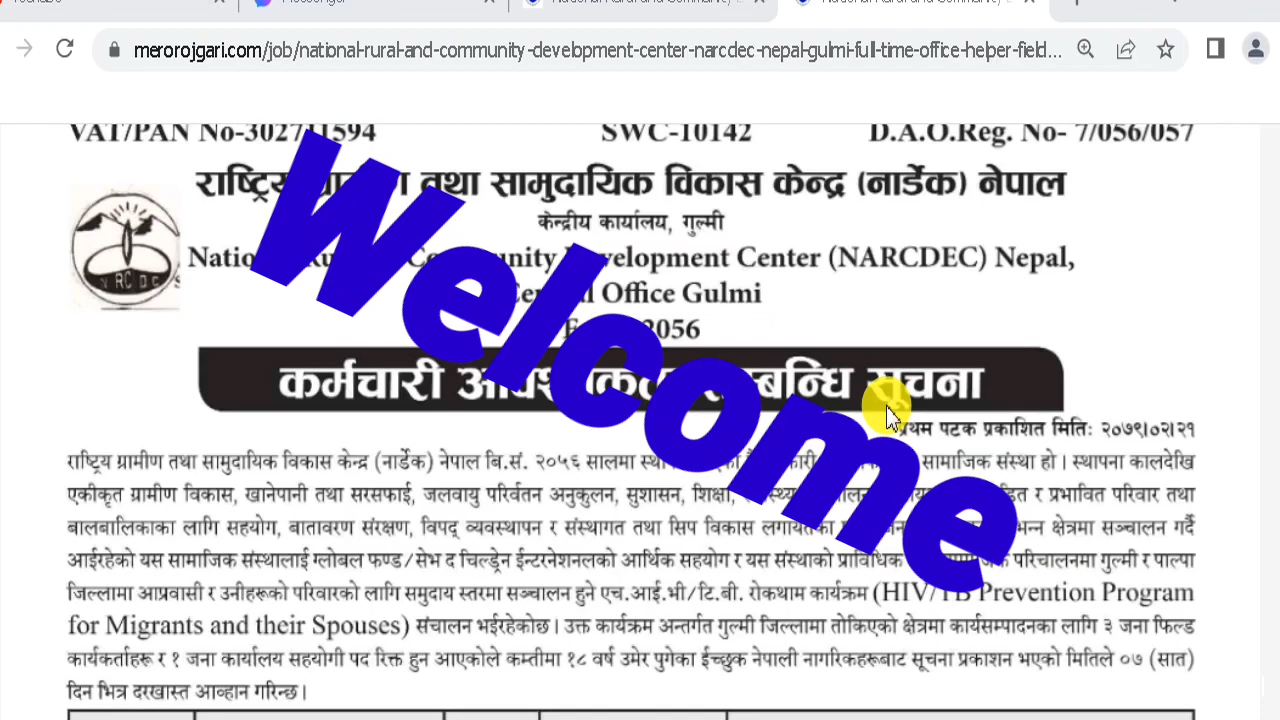 merorojgari.com/job/national-rural-and-community-development-center-narcdec-nepal-gulmi-full-time-office-helper-field...
VAT/PAN No-302711594 SWC-10142 D.A.O.Reg. No- 7/056/057
राष्ट्रिय तथा सामुदायिक विकास केन्द्र (नार्डेक) नेपाल
केन्द्रीय कार्यालय, गुल्मी
Development Center (NARCDEC) Nepal,
Office Gulmi
2056
NRCDC
Welcome
कर्मचारी सूचना
प्रथम पटक प्रकाशित मितिः २०७९।०२।२१
राष्ट्रिय ग्रामीण तथा सामुदायिक विकास केन्द्र (नार्डेक) नेपाल बि.सं. २०५६ सालमा सामाजिक संस्था हो । स्थापना कालदेखि
एकीकृत ग्रामीण विकास, खानेपानी तथा सरसफाई, जलवायु परिवर्तन अनुकुलन, सुशासन, शिक्षा, र प्रभावित परिवार तथा
बालबालिकाका लागि सहयोग, बातावरण संरक्षण, विपद् व्यवस्थापन र संस्थागत तथा सिप विकास क्षेत्रमा सञ्चालन गर्दै
आईरहेको यस सामाजिक संस्थालाई ग्लोबल फण्ड/सेभ द चिल्ड्रेन ईन्टरनेशनलको आर्थिक सहयोग र यस संस्थाको प्राविधिक परिचालनमा गुल्मी र पाल्पा
जिल्लामा आप्रवासी र उनीहरूको परिवारको लागि समुदाय स्तरमा सञ्चालन हुने एच.आई.भी/टि.बी. रोकथाम कार्यक्रम (HIV/TB Prevention Program
for Migrants and their Spouses) संचालन भईरहेकोछ । उक्त कार्यक्रम अन्तर्गत गुल्मी जिल्लामा तोकिएको क्षेत्रमा कार्यसम्पादनका लागि ३ जना फिल्ड
कार्यकर्ताहरू र १ जना कार्यालय सहयोगी पद रिक्त हुन आएकोले कम्तीमा १८ वर्ष उमेर पुगेका ईच्छुक नेपाली नागरिकहरूबाट सूचना प्रकाशन भएको मितिले ०७ (सात)
दिन भित्र दरखास्त आव्हान गरिन्छ ।